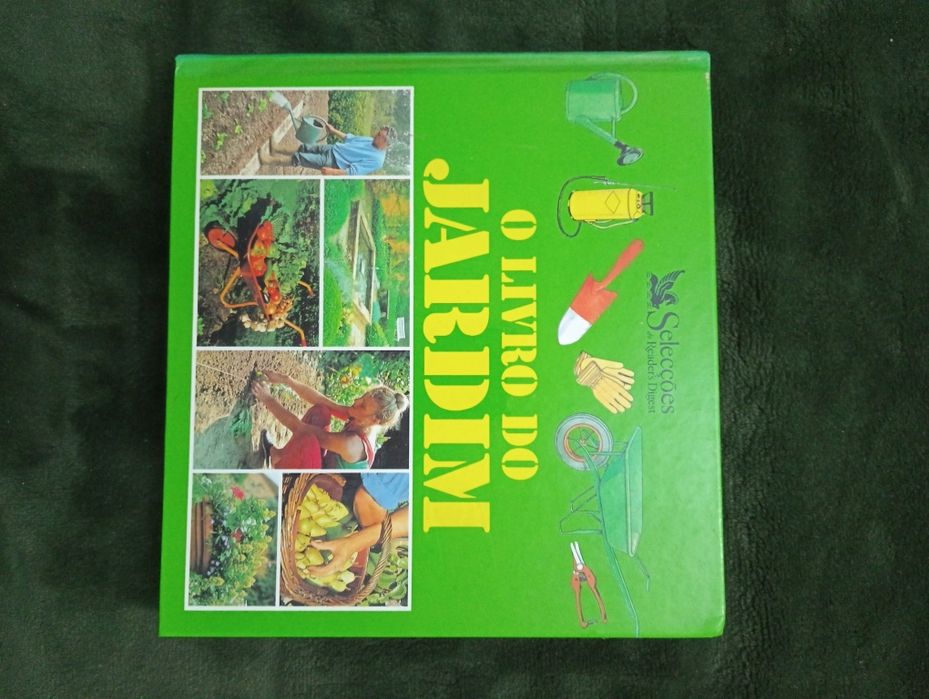 Selecções
do Reader's Digest
O LIVRO DO
JARDIM